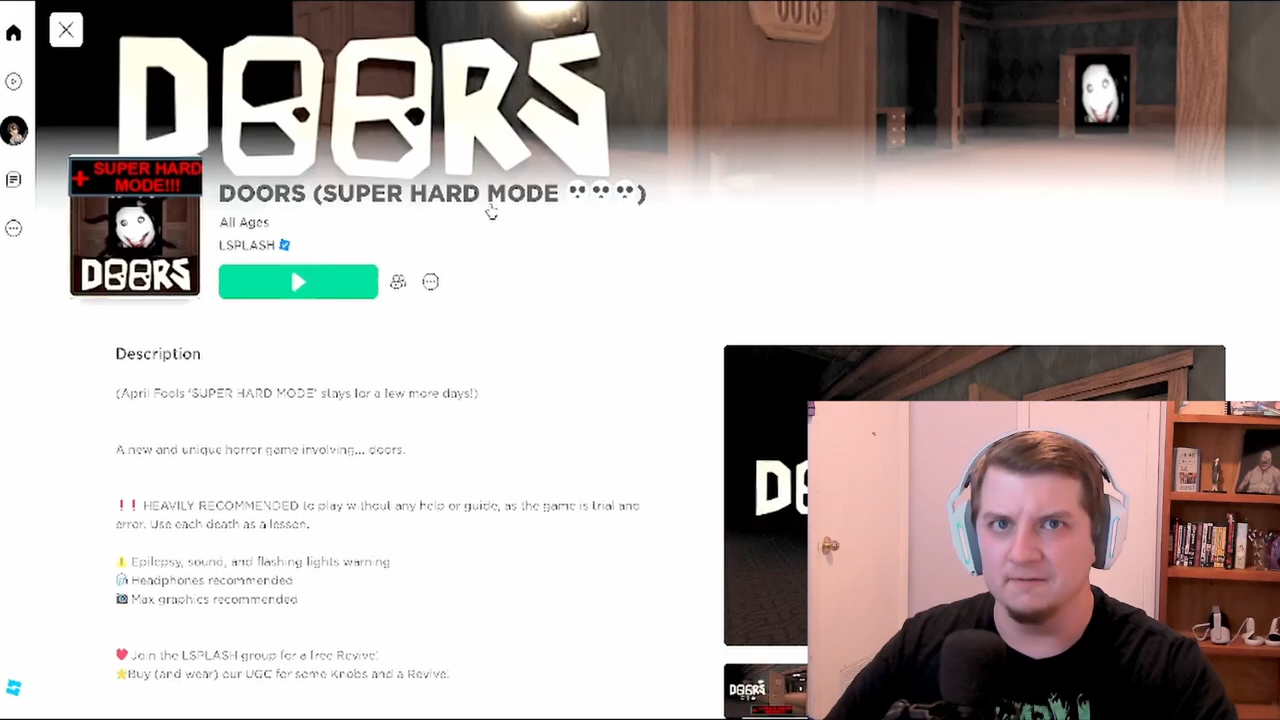 0013
DOORS
+ SUPER HARD
MODE!!!
DOORS
DOORS (SUPER HARD MODE 💀💀💀)
All Ages
LSPLASH
Description
(April Fools 'SUPER HARD MODE' stays for a few more days!)
A new and unique horror game involving... doors.
‼️ HEAVILY RECOMMENDED to play without any help or guide, as the game is trial and
error. Use each death as a lesson.
⚠️ Epilepsy, sound, and flashing lights warning
🎧 Headphones recommended
📷 Max graphics recommended
❤️ Join the LSPLASH group for a free Revive!
⭐Buy (and wear) our UGC for some Knobs and a Revive!
DO
DOORS